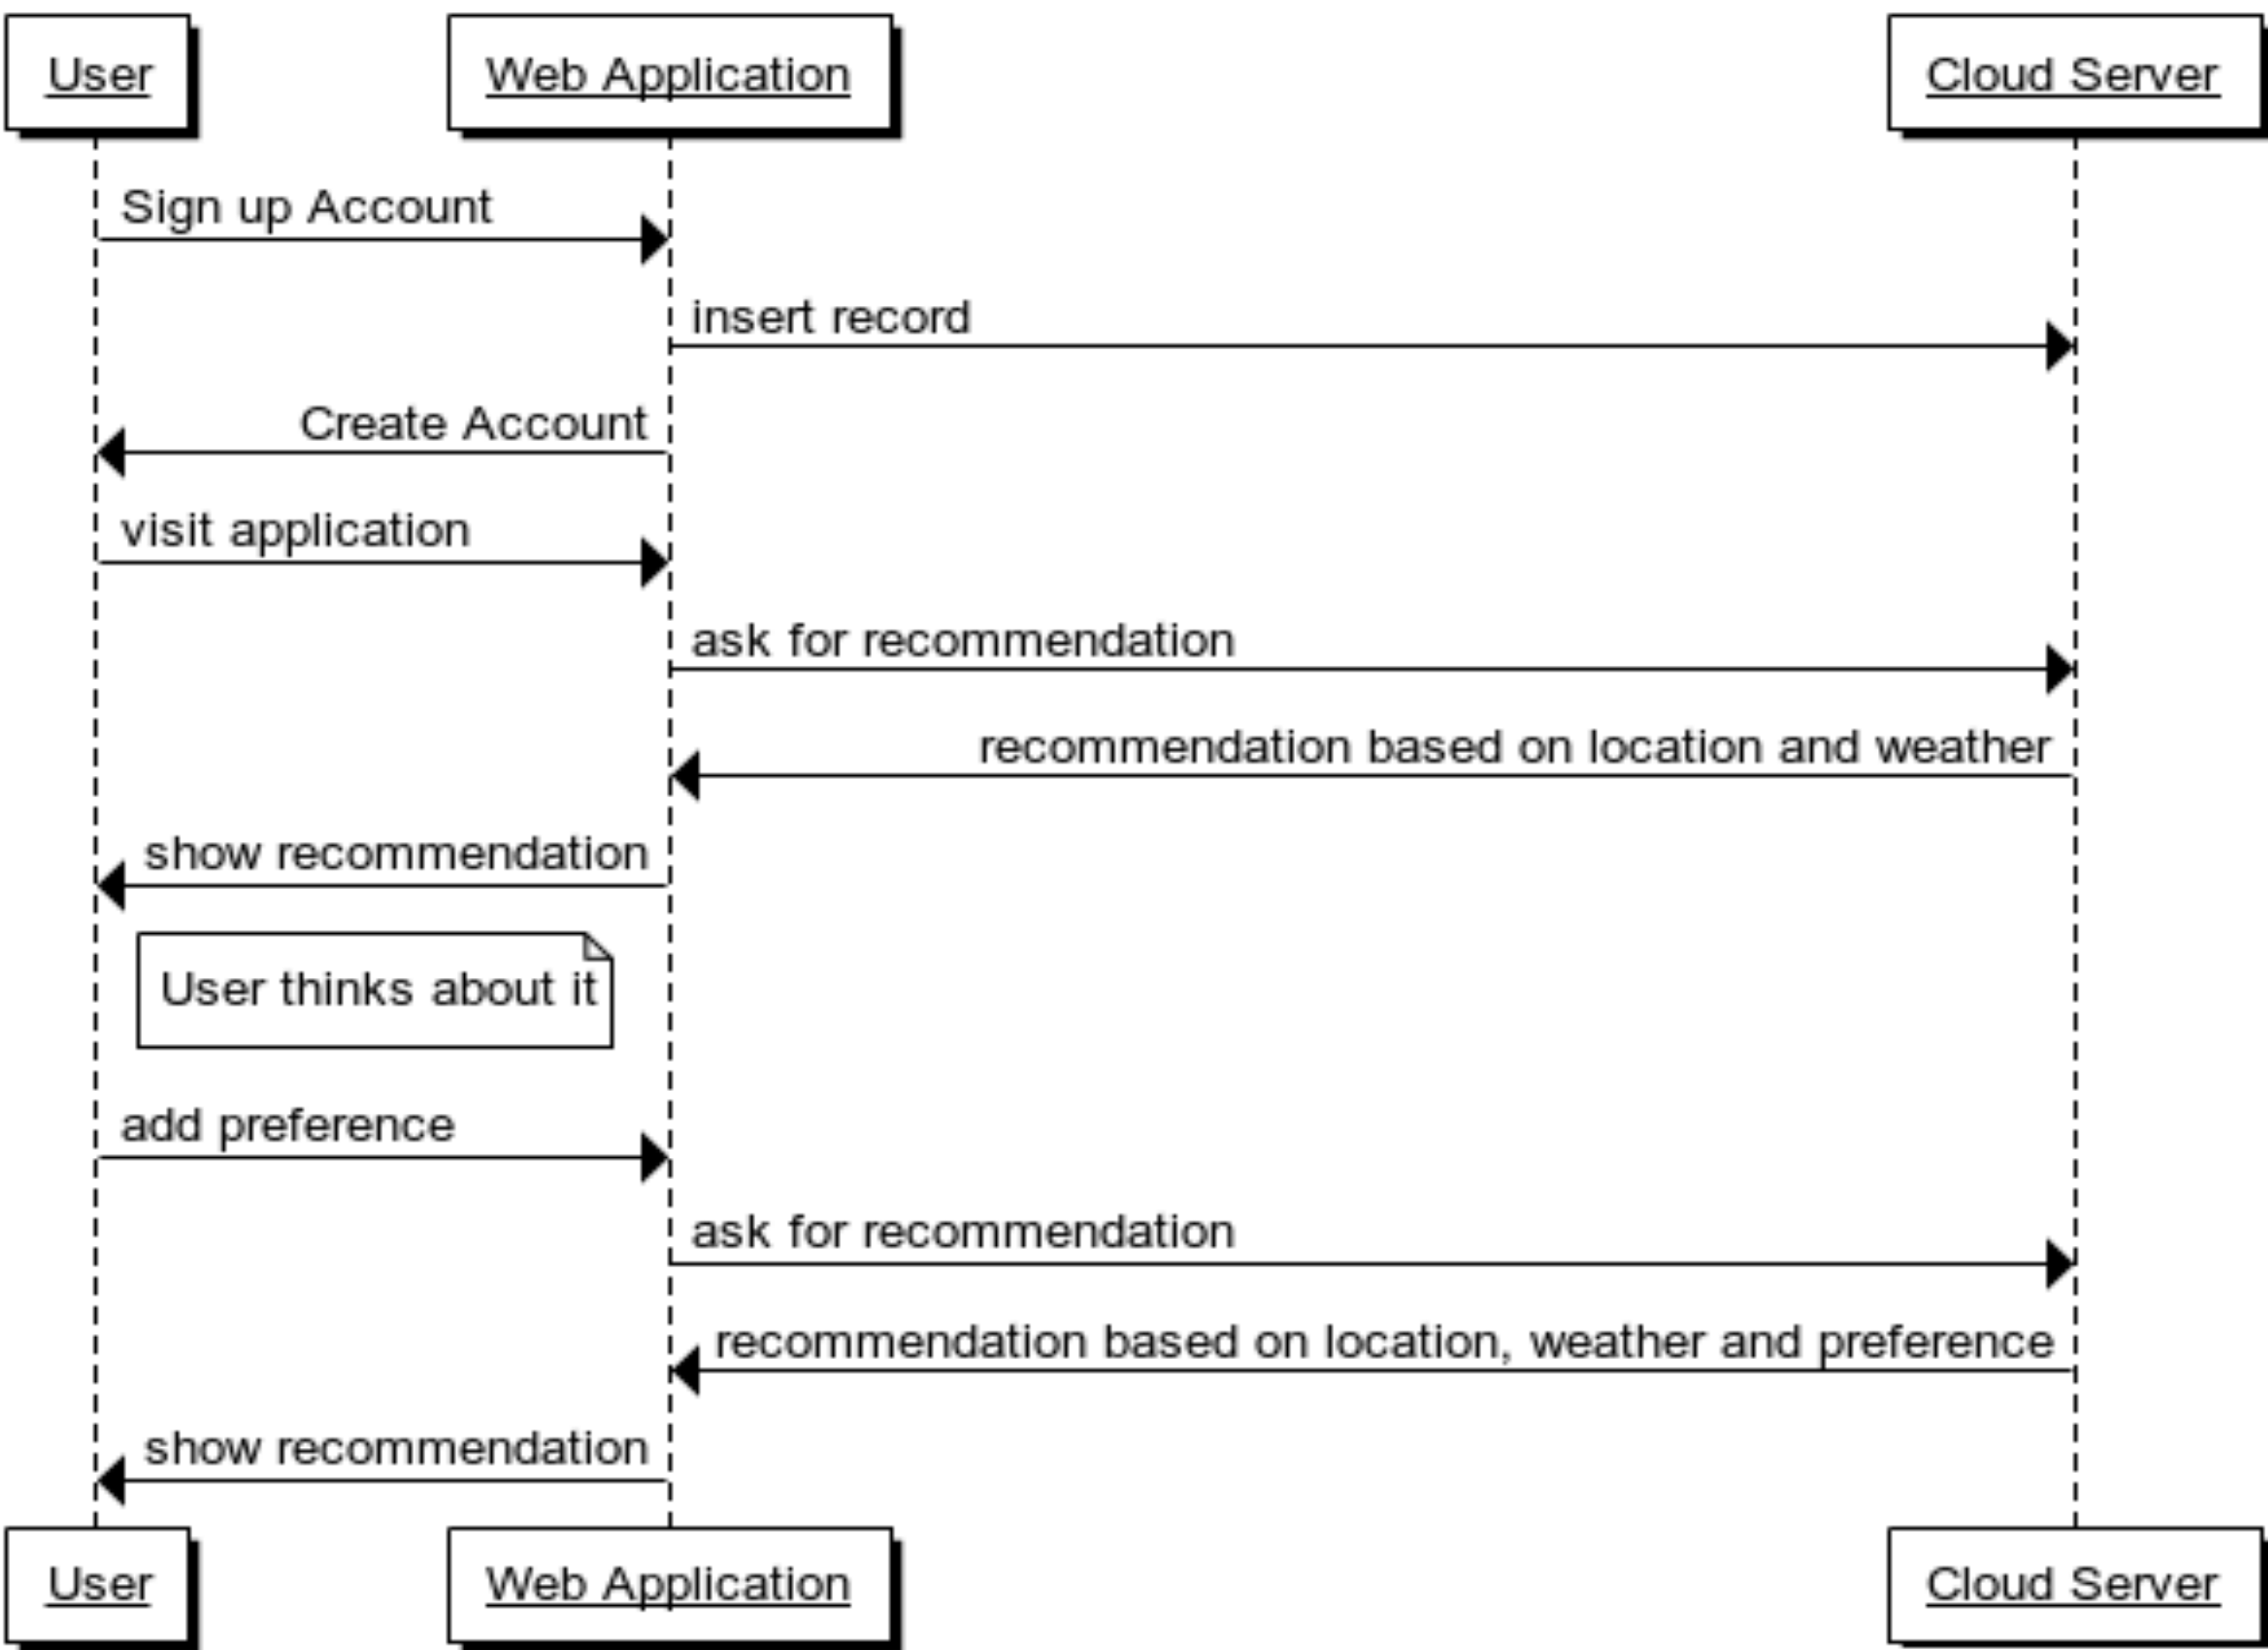 User
Web Application
Cloud Server
Sign up Account
insert record
Create Account
visit application
ask for recommendation
recommendation based on location and weather
show recommendation
User thinks about it
add preference
ask for recommendation
recommendation based on location, weather and preference
show recommendation
User
Web Application
Cloud Server